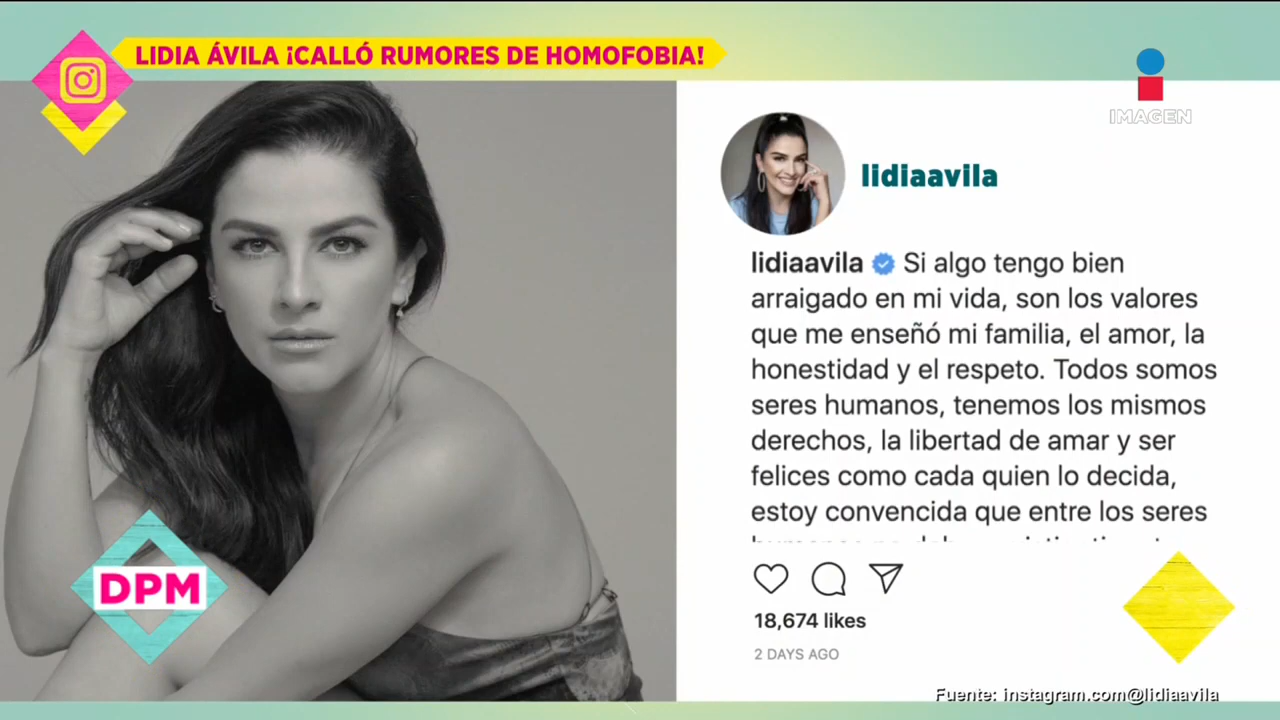 LIDIA ÁVILA ¡CALLÓ RUMORES DE HOMOFOBIA!
IMAGEN
lidiaavila
lidiaavila Si algo tengo bien
arraigado en mi vida, son los valores
que me enseñó mi familia, el amor, la
honestidad y el respeto. Todos somos
seres humanos, tenemos los mismos
derechos, la libertad de amar y ser
felices como cada quien lo decida,
estoy convencida que entre los seres
DPM
18,674 likes
2 DAYS AGO
Fuente: instagram.com@lidiaavila